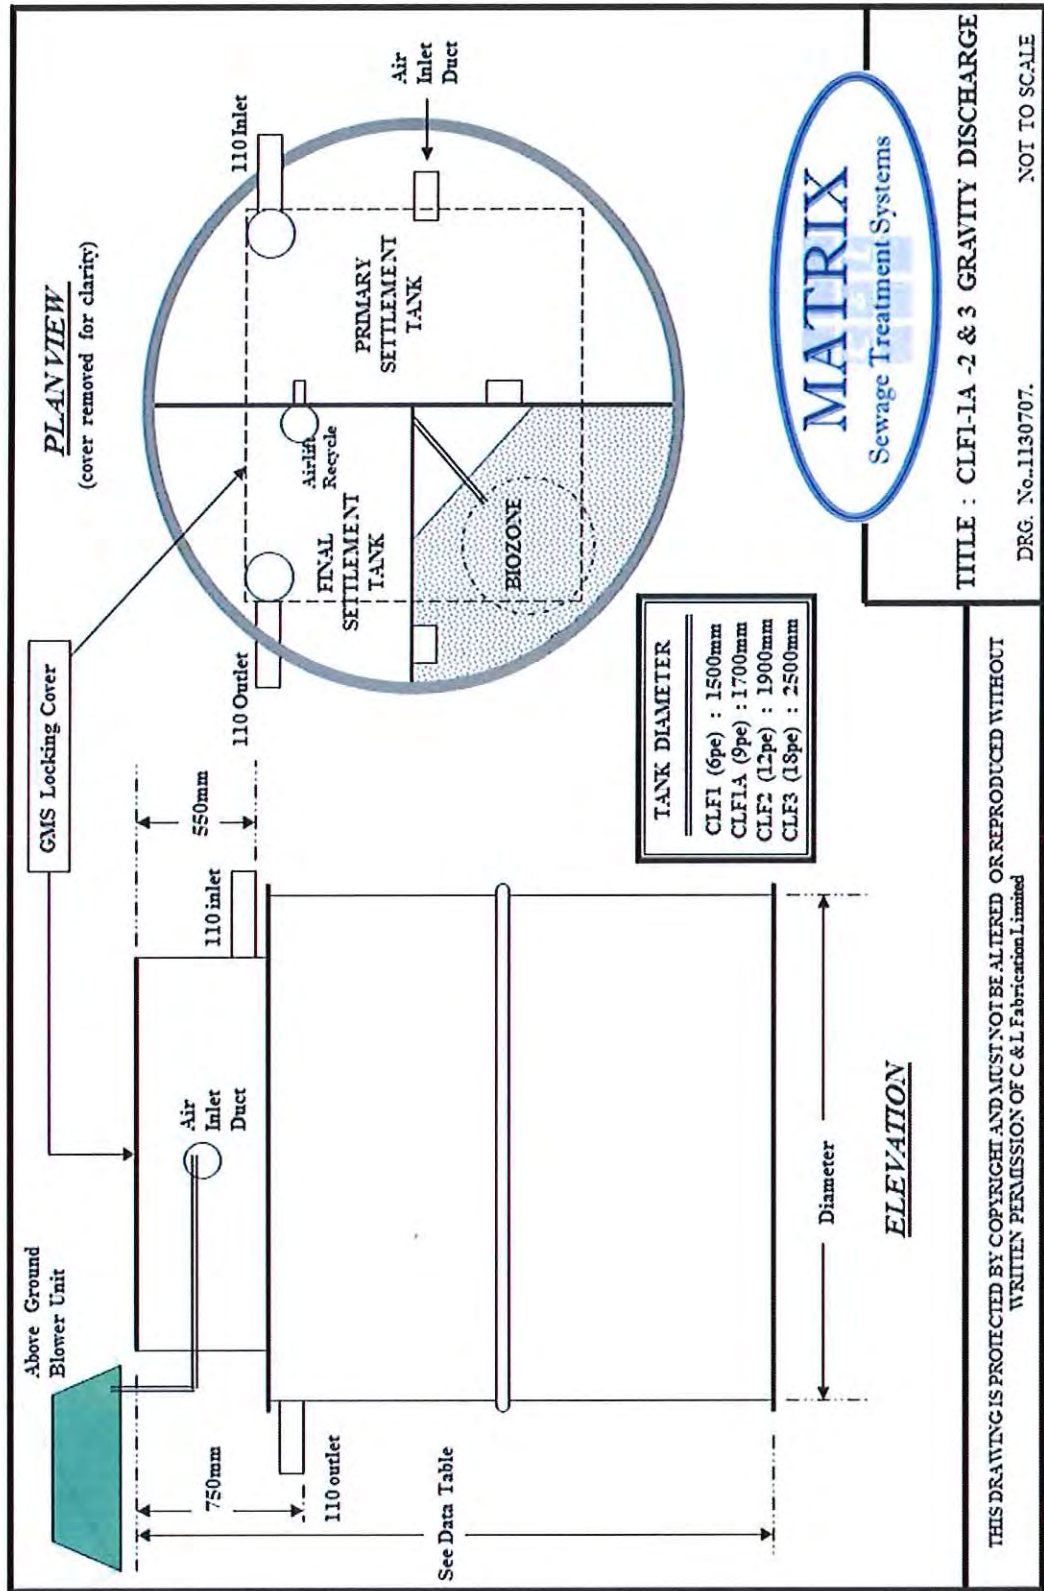 PLAN VIEW
(cover removed for clarity)
GMS Locking Cover
110 Inlet
Air
Inlet
Duct
PRIMARY
SETTLEMENT
TANK
Airlift
Recycle
FINAL
SETTLEMENT
TANK
BIOZONE
110 Outlet
Above Ground
Blower Unit
550mm
110 inlet
Air
Inlet
Duct
750mm
110 outlet
See Data Table
Diameter
ELEVATION
TANK DIAMETER
CLF1 (6pe) : 1500mm
CLF1A (9pe) : 1700mm
CLF2 (12pe) : 1900mm
CLF3 (18pe) : 2500mm
MATRIX
Sewage Treatment Systems
TITLE : CLF1-1A -2 & 3 GRAVITY DISCHARGE
DRG. No..1130707.
NOT TO SCALE
THIS DRAWING IS PROTECTED BY COPYRIGHT AND MUST NOT BE ALTERED OR REPRODUCED WITHOUT
WRITTEN PERMISSION OF C & L Fabrication Limited